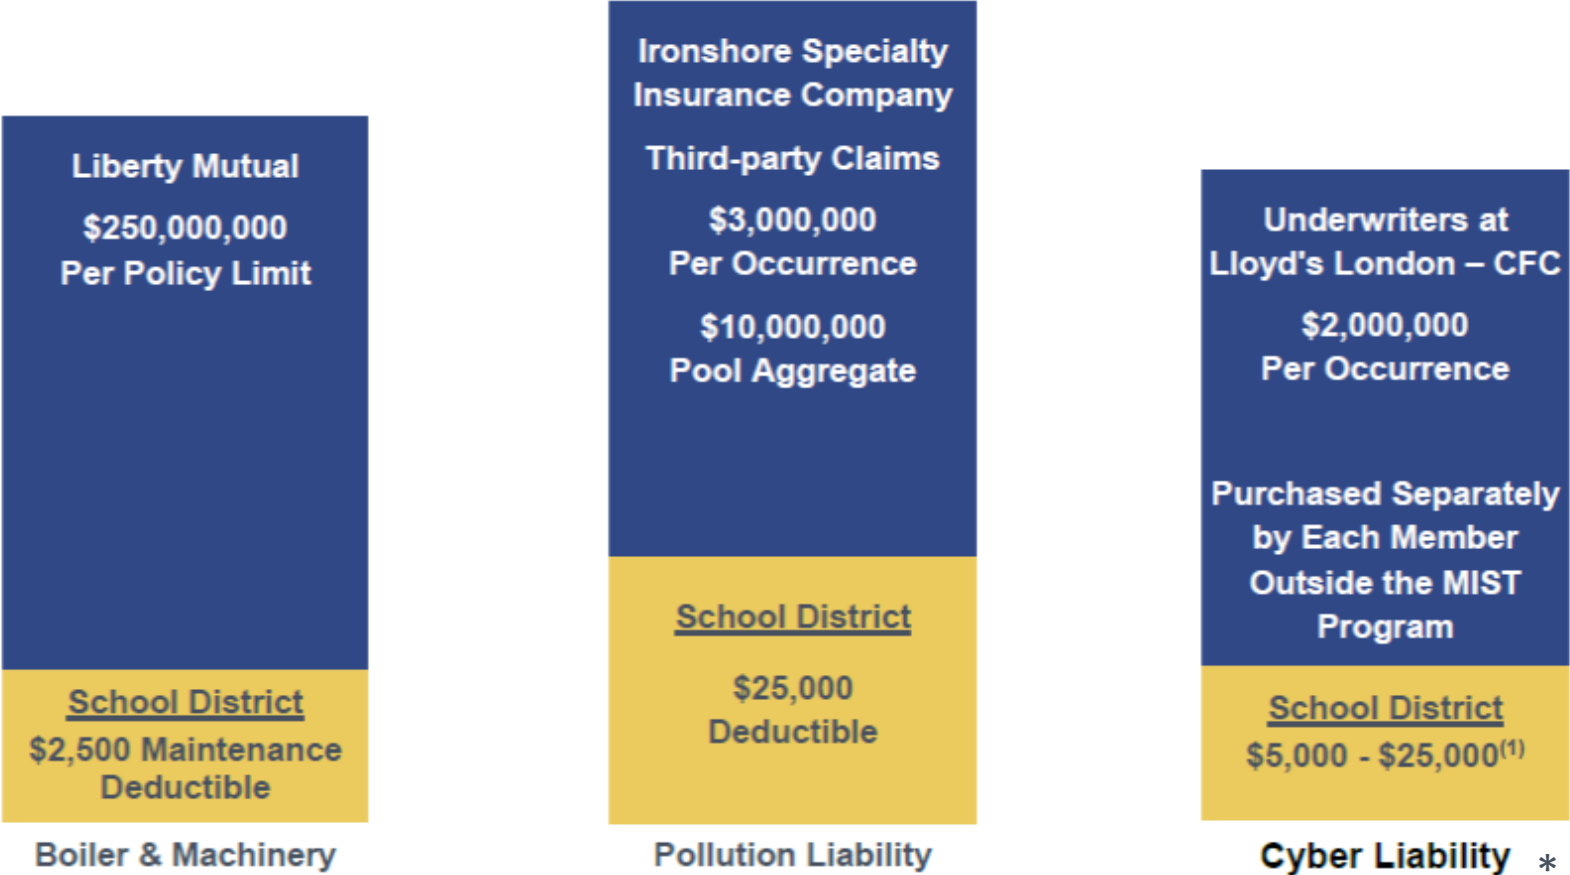 Liberty Mutual
$250,000,000
Per Policy Limit
School District
$2,500 Maintenance
Deductible
Boiler & Machinery
Ironshore Specialty
Insurance Company
Third-party Claims
$3,000,000
Per Occurrence
$10,000,000
Pool Aggregate
School District
$25,000
Deductible
Pollution Liability
Underwriters at
Lloyd's London – CFC
$2,000,000
Per Occurrence
Purchased Separately
by Each Member
Outside the MIST
Program
School District
$5,000 - $25,000(1)
Cyber Liability *